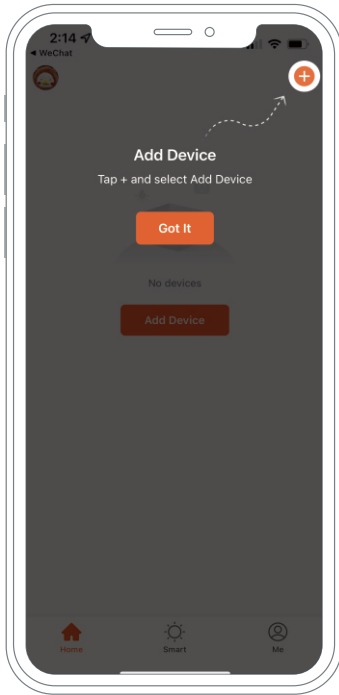 2:14
◀ WeChat
Add Device
Tap + and select Add Device
Got It
No devices
Add Device
Home
Smart
Me